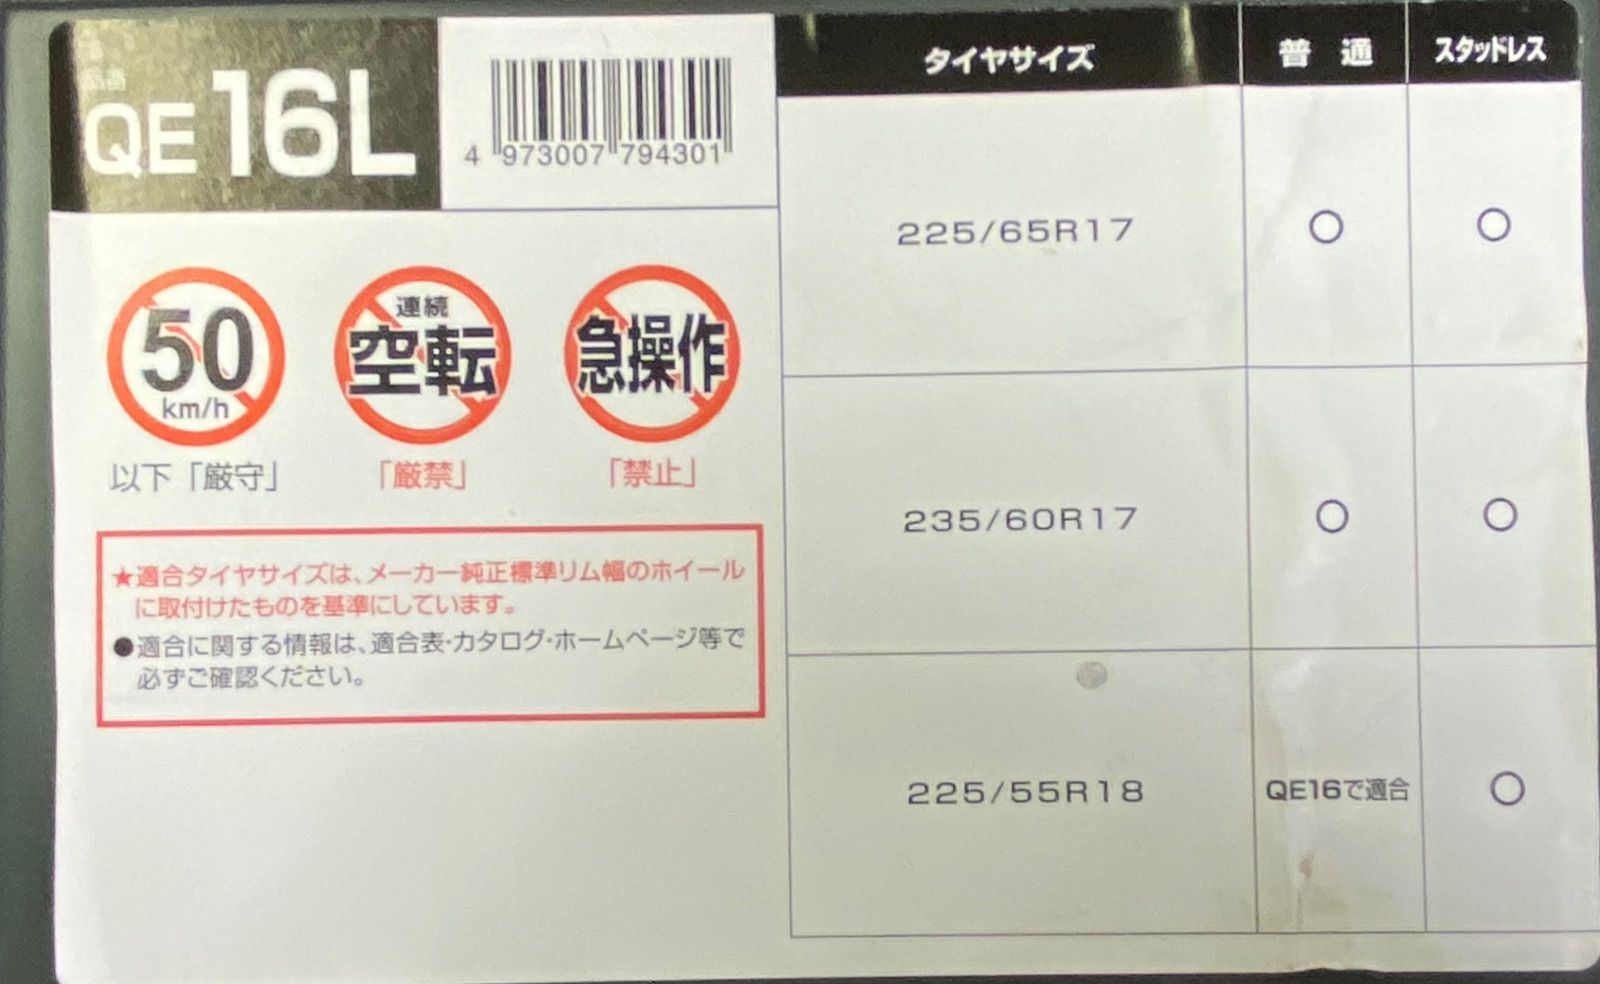 品番
QE16L
4 973007 794301
50
km/h
以下「厳守」
連続
空転
「厳禁」
急操作
「禁止」
★適合タイヤサイズは、メーカー純正標準リム幅のホイール
に取付けたものを基準にしています。
●適合に関する情報は、適合表・カタログ・ホームページ等で
必ずご確認ください。
タイヤサイズ 普通 スタッドレス
225/65R17 ○ ○
235/60R17 ○ ○
225/55R18 QE16で適合 ○